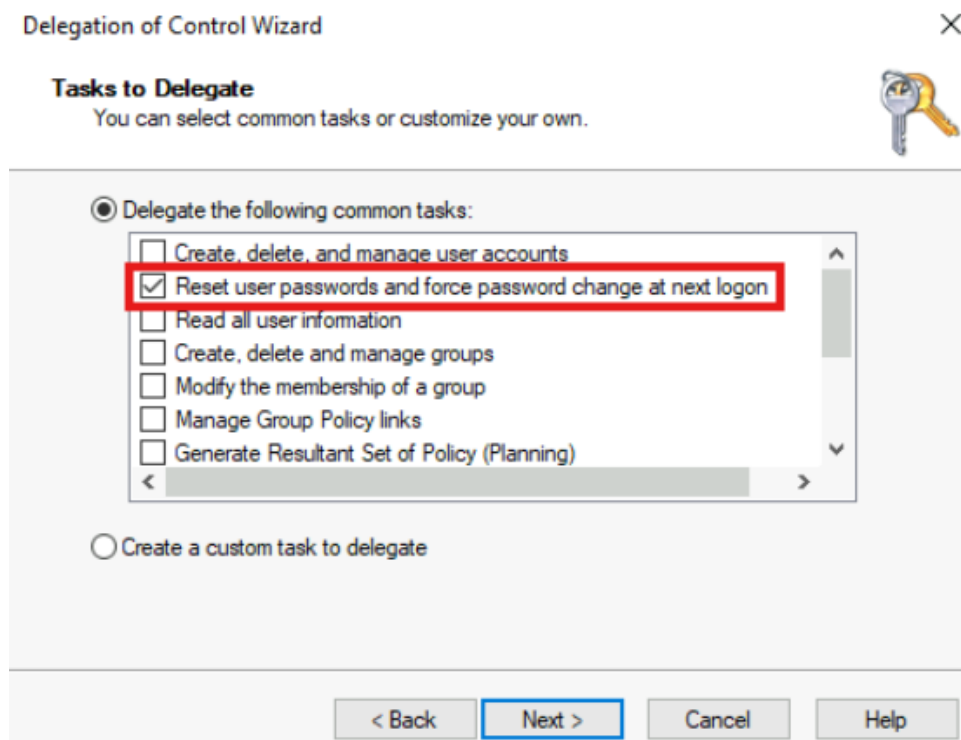 Delegation of Control Wizard
Tasks to Delegate
You can select common tasks or customize your own.
Delegate the following common tasks:
Create, delete, and manage user accounts
Reset user passwords and force password change at next logon
Read all user information
Create, delete and manage groups
Modify the membership of a group
Manage Group Policy links
Generate Resultant Set of Policy (Planning)
Create a custom task to delegate
< Back Next > Cancel Help